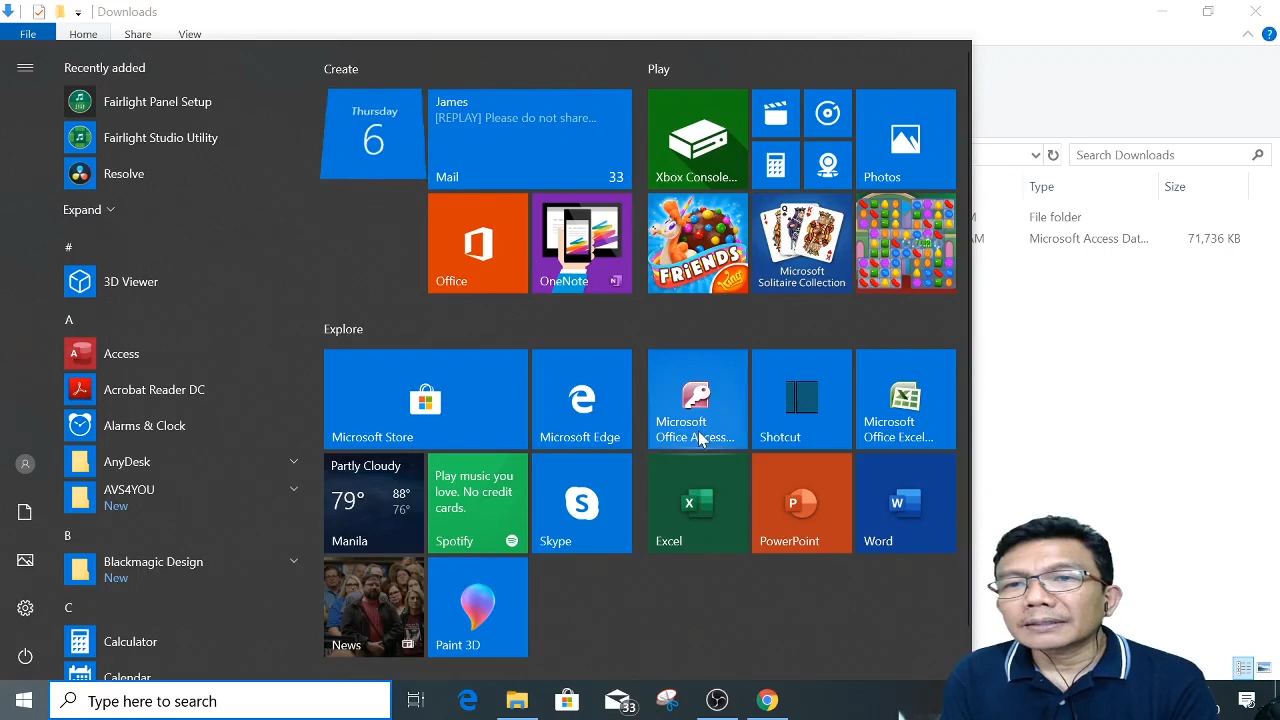 Downloads
File
Home
Share
View
Recently added
Fairlight Panel Setup
Fairlight Studio Utility
Resolve
Expand
#
3D Viewer
A
Access
Acrobat Reader DC
Alarms & Clock
AnyDesk
AVS4YOU
New
B
Blackmagic Design
New
C
Calculator
Calendar
Create
Thursday
6
James
[REPLAY] Please do not share...
Mail
33
Office
OneNote
Play
Xbox Console...
Photos
FRIENDS
King
Microsoft
Solitaire Collection
Explore
Microsoft Store
Microsoft Edge
Microsoft
Office Access...
Shotcut
Microsoft
Office Excel...
Partly Cloudy
79°
88°
76°
Manila
Play music you
love. No credit
cards.
Spotify
Skype
Excel
PowerPoint
Word
News
Paint 3D
Search Downloads
Type
Size
File folder
AM
Microsoft Access Dat...
71,736 KB
Type here to search
33